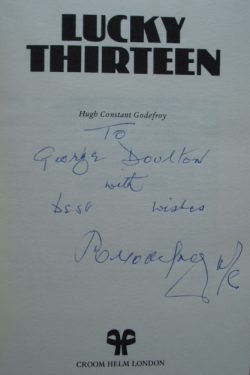 LUCKY
THIRTEEN
Hugh Constant Godefroy
To
George Doulton
with
best wishes
CROOM HELM LONDON